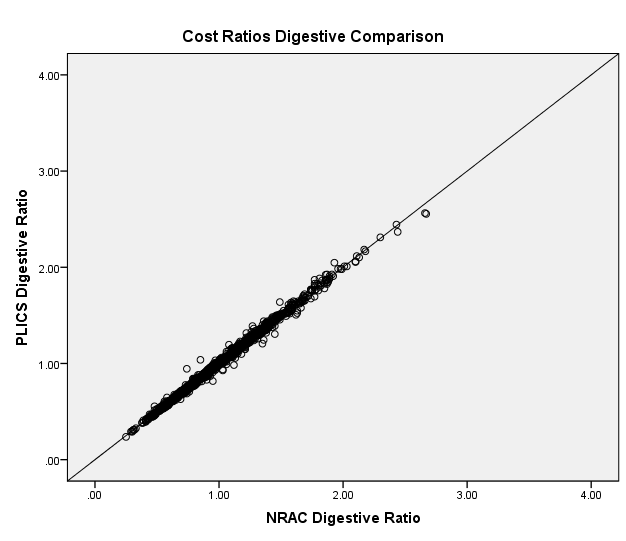 Cost Ratios Digestive Comparison
4.00
3.00
2.00
1.00
.00
PLICS Digestive Ratio
.00 1.00 2.00 3.00 4.00
NRAC Digestive Ratio